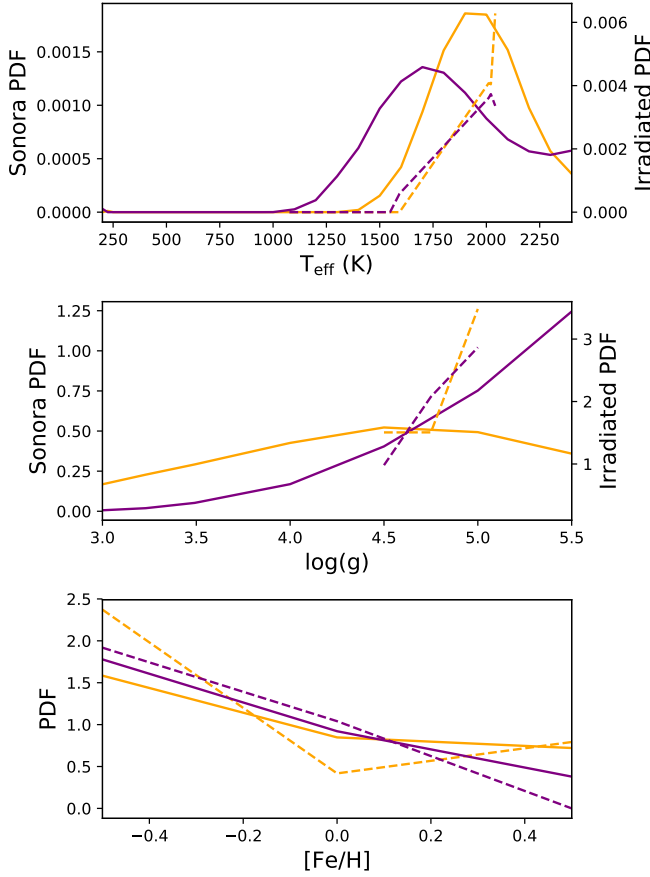 Sonora PDF
0.0015
0.0010
0.0005
0.0000
0.006
0.004
0.002
0.000
Irradiated PDF
250 500 750 1000 1250 1500 1750 2000 2250
T_eff (K)
Sonora PDF
1.25
1.00
0.75
0.50
0.25
0.00
3
2
1
Irradiated PDF
3.0 3.5 4.0 4.5 5.0 5.5
log(g)
PDF
2.5
2.0
1.5
1.0
0.5
0.0
−0.4 −0.2 0.0 0.2 0.4
[Fe/H]